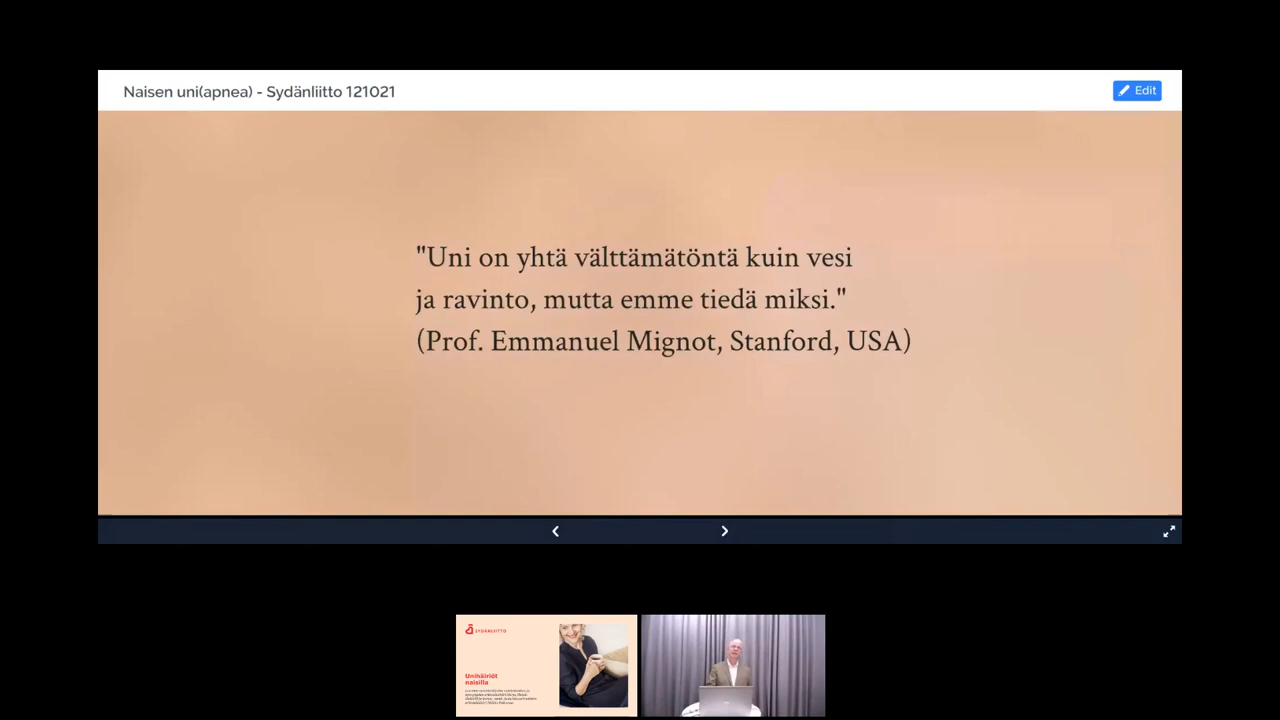 Naisen uni(apnea) - Sydänliitto 121021
Edit
"Uni on yhtä välttämätöntä kuin vesi
ja ravinto, mutta emme tiedä miksi."
(Prof. Emmanuel Mignot, Stanford, USA)
SYDÄNLIITTO
Unihäiriöt
naisilla